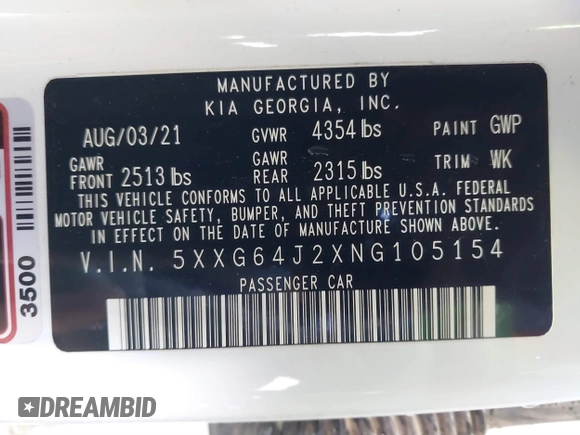 MANUFACTURED BY
KIA GEORGIA, INC.
AUG/03/21 GVWR 4354 lbs PAINT GWP
GAWR FRONT 2513 lbs GAWR REAR 2315 lbs TRIM WK
THIS VEHICLE CONFORMS TO ALL APPLICABLE U.S.A. FEDERAL
MOTOR VEHICLE SAFETY, BUMPER, AND THEFT PREVENTION STANDARDS
IN EFFECT ON THE DATE OF MANUFACTURE SHOWN ABOVE.
V.I.N. 5XXG64J2XNG105154
PASSENGER CAR
3500
DREAMBID